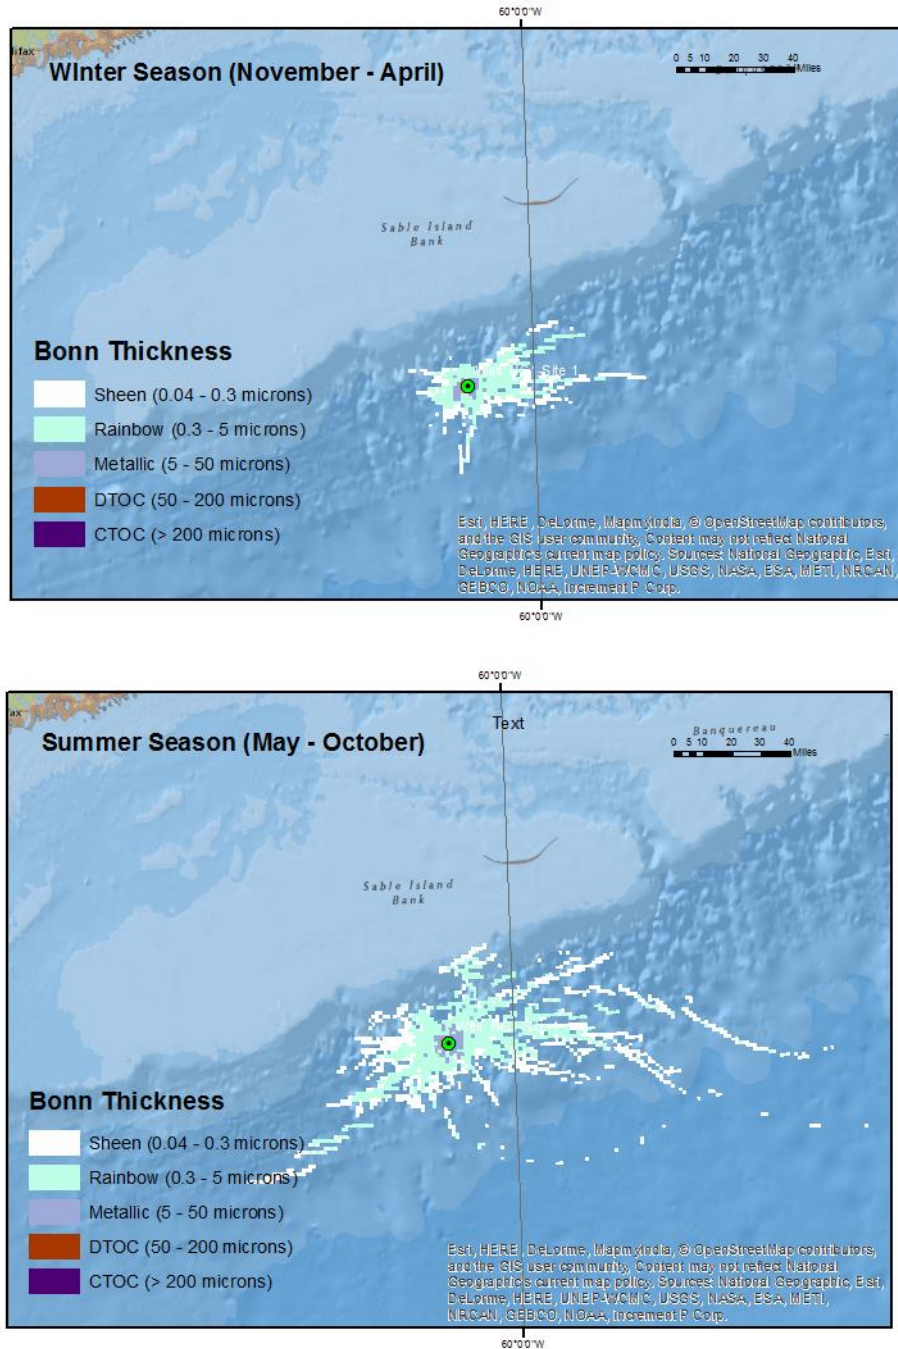 60°0'0"W
lifax
WInter Season (November - April)
0 5 10 20 30 40
Miles
Sable Island
Bank
Site 1
Bonn Thickness
Sheen (0.04 - 0.3 microns)
Rainbow (0.3 - 5 microns)
Metallic (5 - 50 microns)
DTOC (50 - 200 microns)
CTOC (> 200 microns)
Esri, HERE, DeLorme, MapmyIndia, © OpenStreetMap contributors,
and the GIS user community, Content may not reflect National
Geographic's current map policy. Sources: National Geographic, Esri,
DeLorme, HERE, UNEP-WCMC, USGS, NASA, ESA, METI, NRCAN,
GEBCO, NOAA, increment P Corp.
60°0'0"W
60°0'0"W
ax
Text
Banquereau
Summer Season (May - October)
0 5 10 20 30 40
Miles
Sable Island
Bank
Bonn Thickness
Sheen (0.04 - 0.3 microns)
Rainbow (0.3 - 5 microns)
Metallic (5 - 50 microns)
DTOC (50 - 200 microns)
CTOC (> 200 microns)
Esri, HERE, DeLorme, MapmyIndia, © OpenStreetMap contributors,
and the GIS user community, Content may not reflect National
Geographic's current map policy. Sources: National Geographic, Esri,
DeLorme, HERE, UNEP-WCMC, USGS, NASA, ESA, METI,
NRCAN, GEBCO, NOAA, increment P Corp.
60°0'0"W